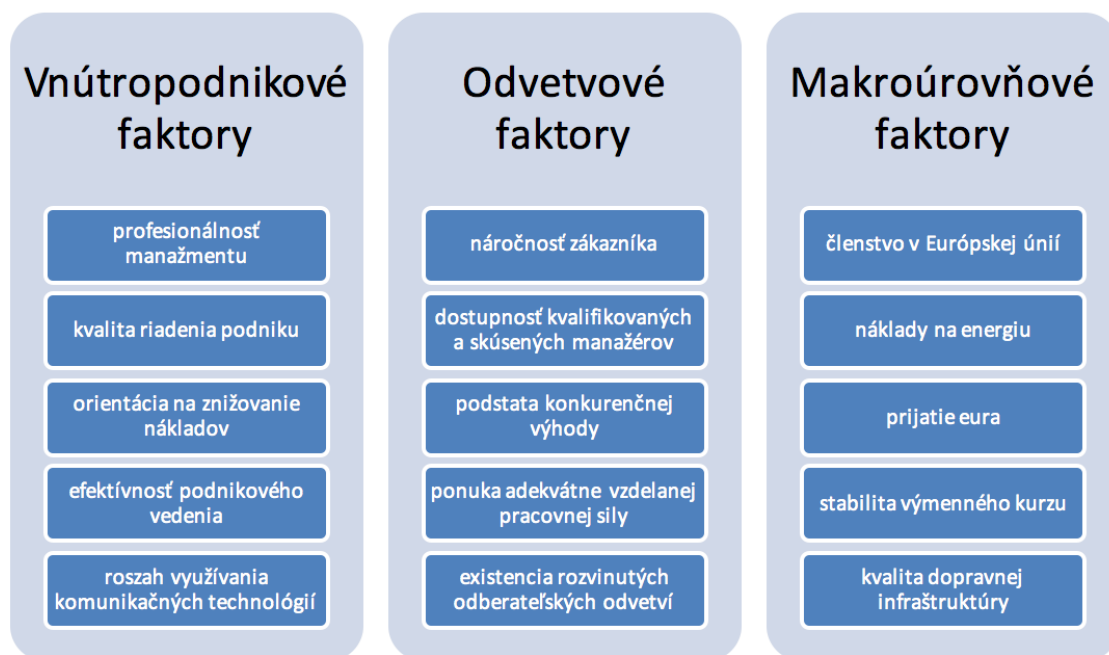 Vnútropodnikové
faktory
profesionálnosť
manažmentu
kvalita riadenia podniku
orientácia na znižovanie
nákladov
efektívnosť podnikového
vedenia
roszah využívania
komunikačných technológií
Odvetvové
faktory
náročnosť zákazníka
dostupnosť kvalifikovaných
a skúsených manažérov
podstata konkurenčnej
výhody
ponuka adekvátne vzdelanej
pracovnej sily
existencia rozvinutých
odberateľských odvetví
Makroúrovňové
faktory
členstvo v Európskej únií
náklady na energiu
prijatie eura
stabilita výmenného kurzu
kvalita dopravnej
infraštruktúry